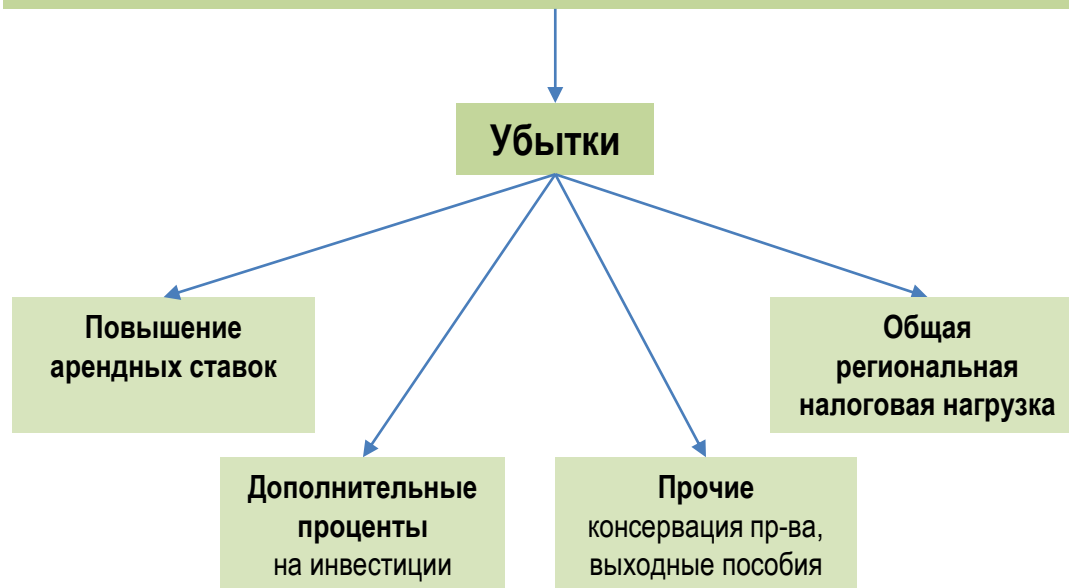 Убытки
Повышение
арендных ставок
Общая
региональная
налоговая нагрузка
Дополнительные
проценты
на инвестиции
Прочие
консервация пр-ва,
выходные пособия